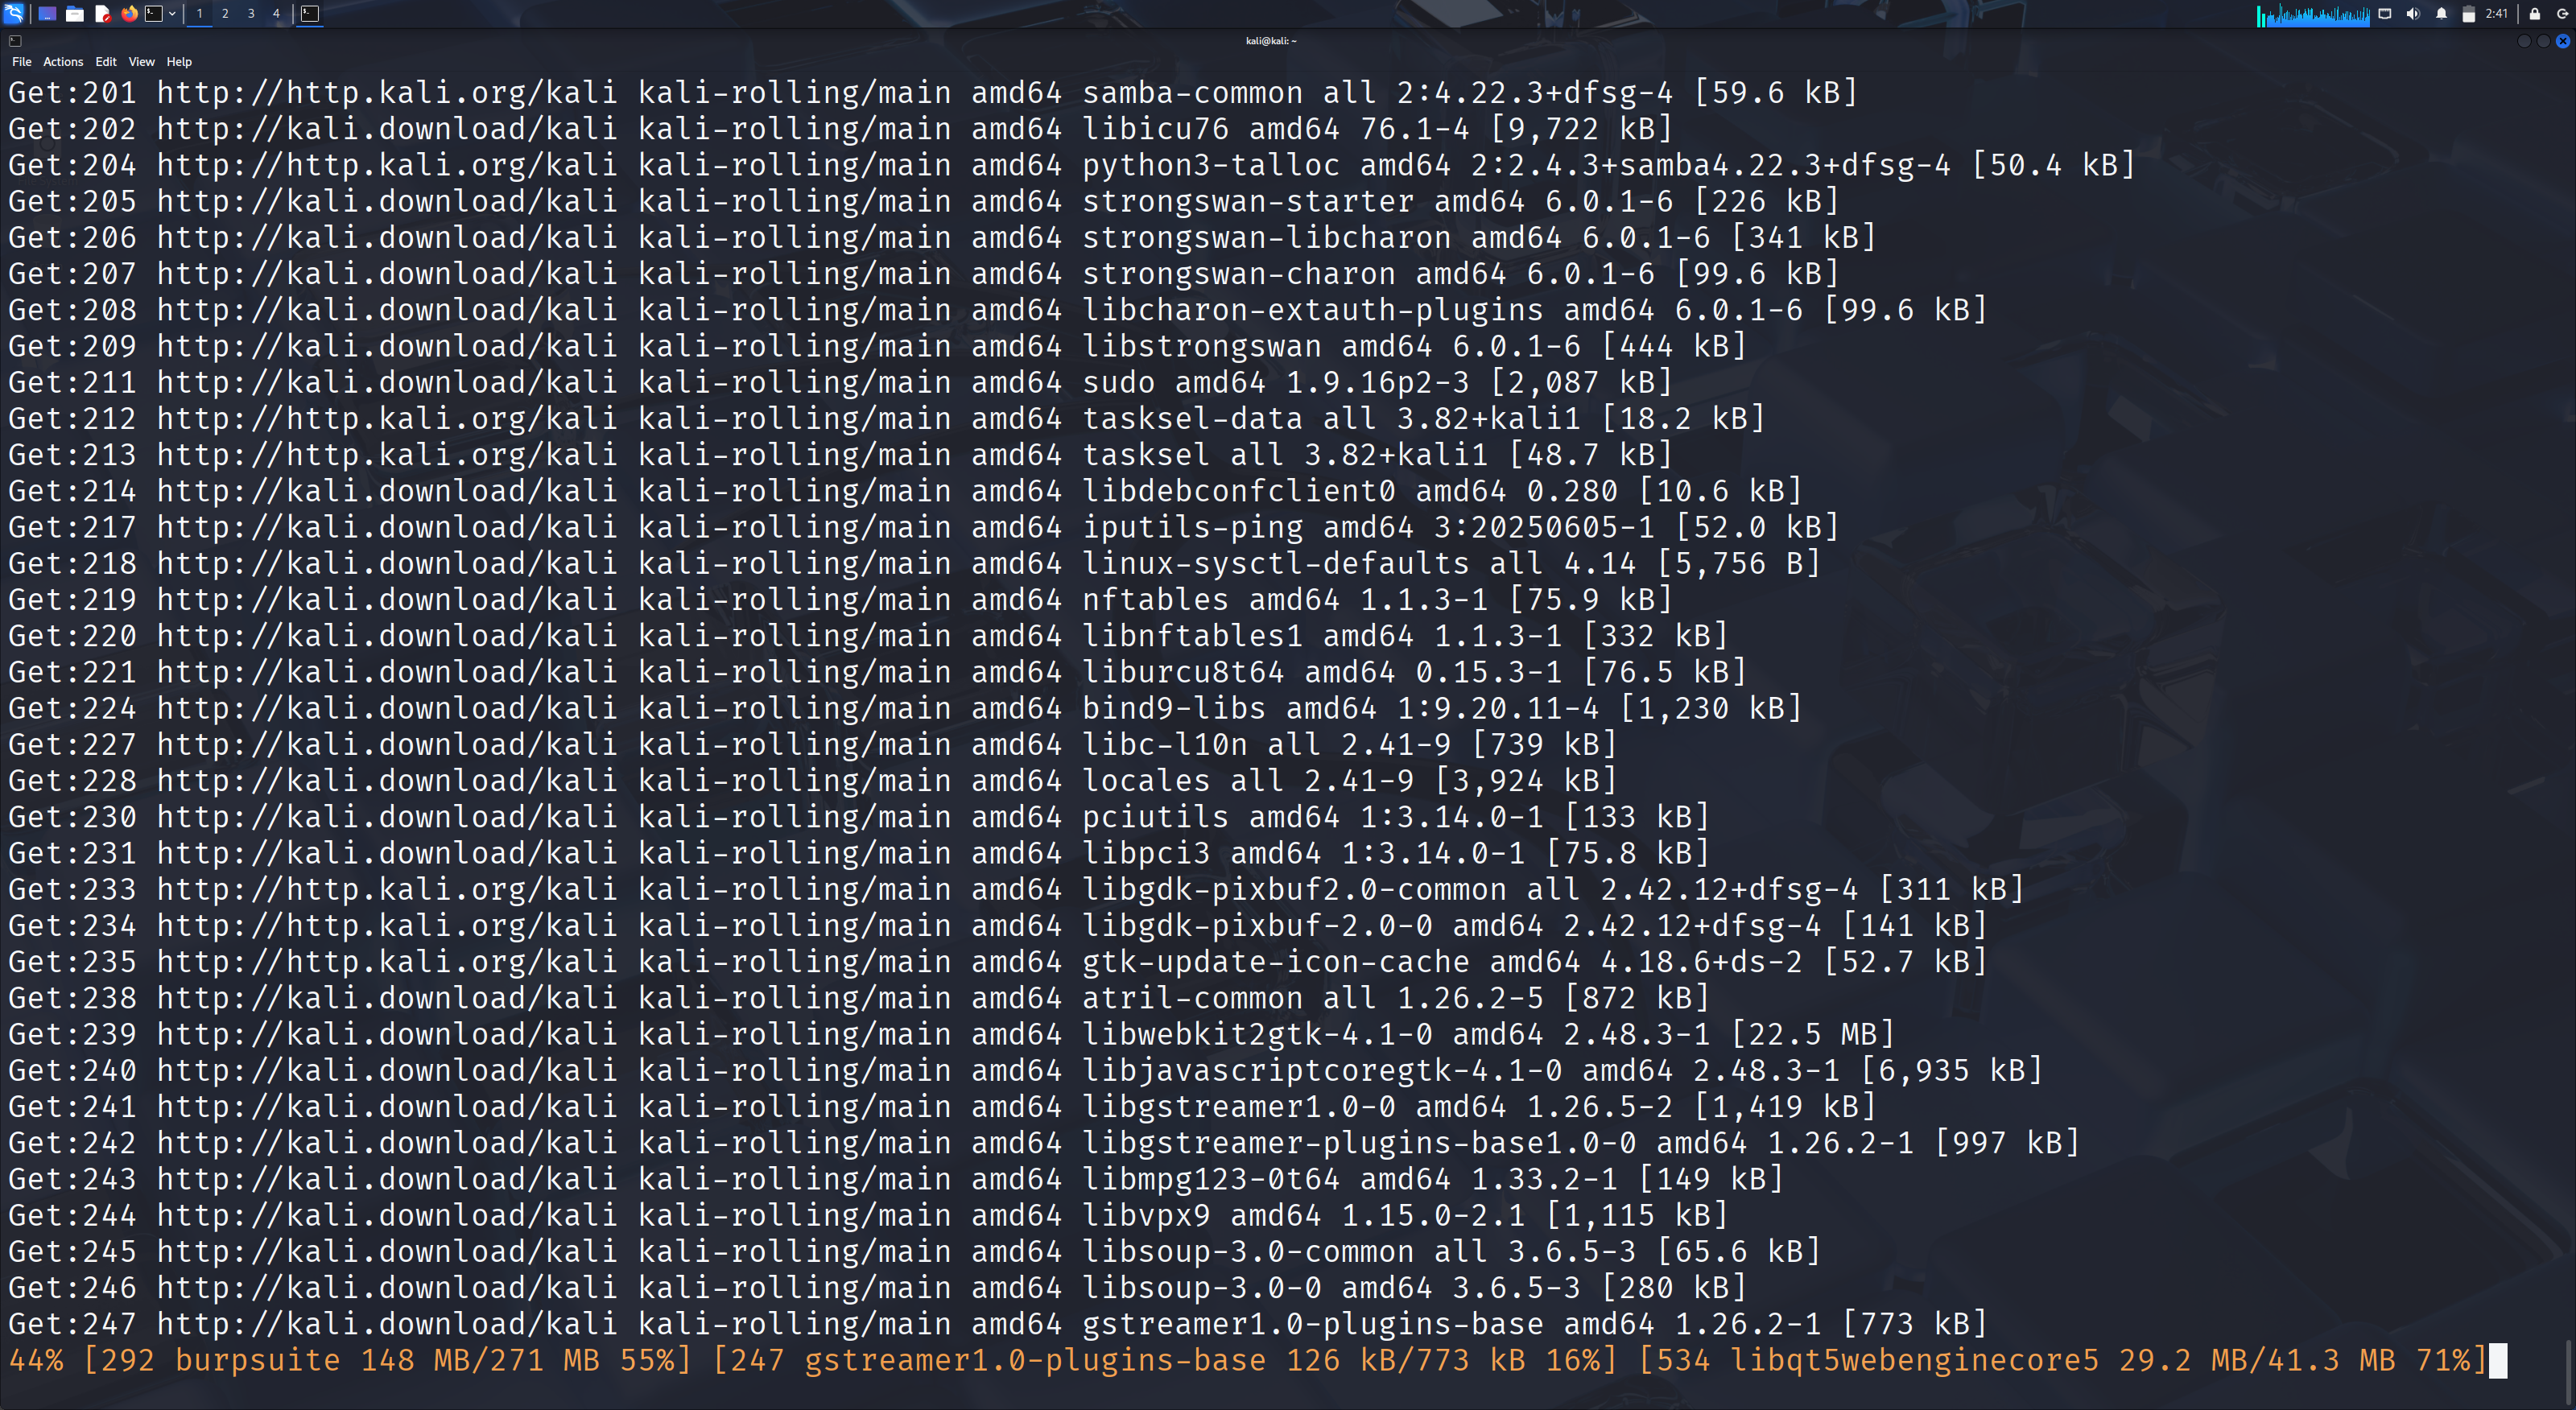 1 2 3 4
2:41
kali@kali: ~
File Actions Edit View Help
Get:201 http://http.kali.org/kali kali-rolling/main amd64 samba-common all 2:4.22.3+dfsg-4 [59.6 kB]
Get:202 http://kali.download/kali kali-rolling/main amd64 libicu76 amd64 76.1-4 [9,722 kB]
Get:204 http://http.kali.org/kali kali-rolling/main amd64 python3-talloc amd64 2:2.4.3+samba4.22.3+dfsg-4 [50.4 kB]
Get:205 http://kali.download/kali kali-rolling/main amd64 strongswan-starter amd64 6.0.1-6 [226 kB]
Get:206 http://kali.download/kali kali-rolling/main amd64 strongswan-libcharon amd64 6.0.1-6 [341 kB]
Get:207 http://kali.download/kali kali-rolling/main amd64 strongswan-charon amd64 6.0.1-6 [99.6 kB]
Get:208 http://kali.download/kali kali-rolling/main amd64 libcharon-extauth-plugins amd64 6.0.1-6 [99.6 kB]
Get:209 http://kali.download/kali kali-rolling/main amd64 libstrongswan amd64 6.0.1-6 [444 kB]
Get:211 http://kali.download/kali kali-rolling/main amd64 sudo amd64 1.9.16p2-3 [2,087 kB]
Get:212 http://http.kali.org/kali kali-rolling/main amd64 tasksel-data all 3.82+kali1 [18.2 kB]
Get:213 http://http.kali.org/kali kali-rolling/main amd64 tasksel all 3.82+kali1 [48.7 kB]
Get:214 http://kali.download/kali kali-rolling/main amd64 libdebconfclient0 amd64 0.280 [10.6 kB]
Get:217 http://kali.download/kali kali-rolling/main amd64 iputils-ping amd64 3:20250605-1 [52.0 kB]
Get:218 http://kali.download/kali kali-rolling/main amd64 linux-sysctl-defaults all 4.14 [5,756 B]
Get:219 http://kali.download/kali kali-rolling/main amd64 nftables amd64 1.1.3-1 [75.9 kB]
Get:220 http://kali.download/kali kali-rolling/main amd64 libnftables1 amd64 1.1.3-1 [332 kB]
Get:221 http://kali.download/kali kali-rolling/main amd64 liburcu8t64 amd64 0.15.3-1 [76.5 kB]
Get:224 http://kali.download/kali kali-rolling/main amd64 bind9-libs amd64 1:9.20.11-4 [1,230 kB]
Get:227 http://kali.download/kali kali-rolling/main amd64 libc-l10n all 2.41-9 [739 kB]
Get:228 http://kali.download/kali kali-rolling/main amd64 locales all 2.41-9 [3,924 kB]
Get:230 http://kali.download/kali kali-rolling/main amd64 pciutils amd64 1:3.14.0-1 [133 kB]
Get:231 http://kali.download/kali kali-rolling/main amd64 libpci3 amd64 1:3.14.0-1 [75.8 kB]
Get:233 http://http.kali.org/kali kali-rolling/main amd64 libgdk-pixbuf2.0-common all 2.42.12+dfsg-4 [311 kB]
Get:234 http://http.kali.org/kali kali-rolling/main amd64 libgdk-pixbuf-2.0-0 amd64 2.42.12+dfsg-4 [141 kB]
Get:235 http://http.kali.org/kali kali-rolling/main amd64 gtk-update-icon-cache amd64 4.18.6+ds-2 [52.7 kB]
Get:238 http://kali.download/kali kali-rolling/main amd64 atril-common all 1.26.2-5 [872 kB]
Get:239 http://kali.download/kali kali-rolling/main amd64 libwebkit2gtk-4.1-0 amd64 2.48.3-1 [22.5 MB]
Get:240 http://kali.download/kali kali-rolling/main amd64 libjavascriptcoregtk-4.1-0 amd64 2.48.3-1 [6,935 kB]
Get:241 http://kali.download/kali kali-rolling/main amd64 libgstreamer1.0-0 amd64 1.26.5-2 [1,419 kB]
Get:242 http://kali.download/kali kali-rolling/main amd64 libgstreamer-plugins-base1.0-0 amd64 1.26.2-1 [997 kB]
Get:243 http://kali.download/kali kali-rolling/main amd64 libmpg123-0t64 amd64 1.33.2-1 [149 kB]
Get:244 http://kali.download/kali kali-rolling/main amd64 libvpx9 amd64 1.15.0-2.1 [1,115 kB]
Get:245 http://kali.download/kali kali-rolling/main amd64 libsoup-3.0-common all 3.6.5-3 [65.6 kB]
Get:246 http://kali.download/kali kali-rolling/main amd64 libsoup-3.0-0 amd64 3.6.5-3 [280 kB]
Get:247 http://kali.download/kali kali-rolling/main amd64 gstreamer1.0-plugins-base amd64 1.26.2-1 [773 kB]
44% [292 burpsuite 148 MB/271 MB 55%] [247 gstreamer1.0-plugins-base 126 kB/773 kB 16%] [534 libqt5webenginecore5 29.2 MB/41.3 MB 71%]